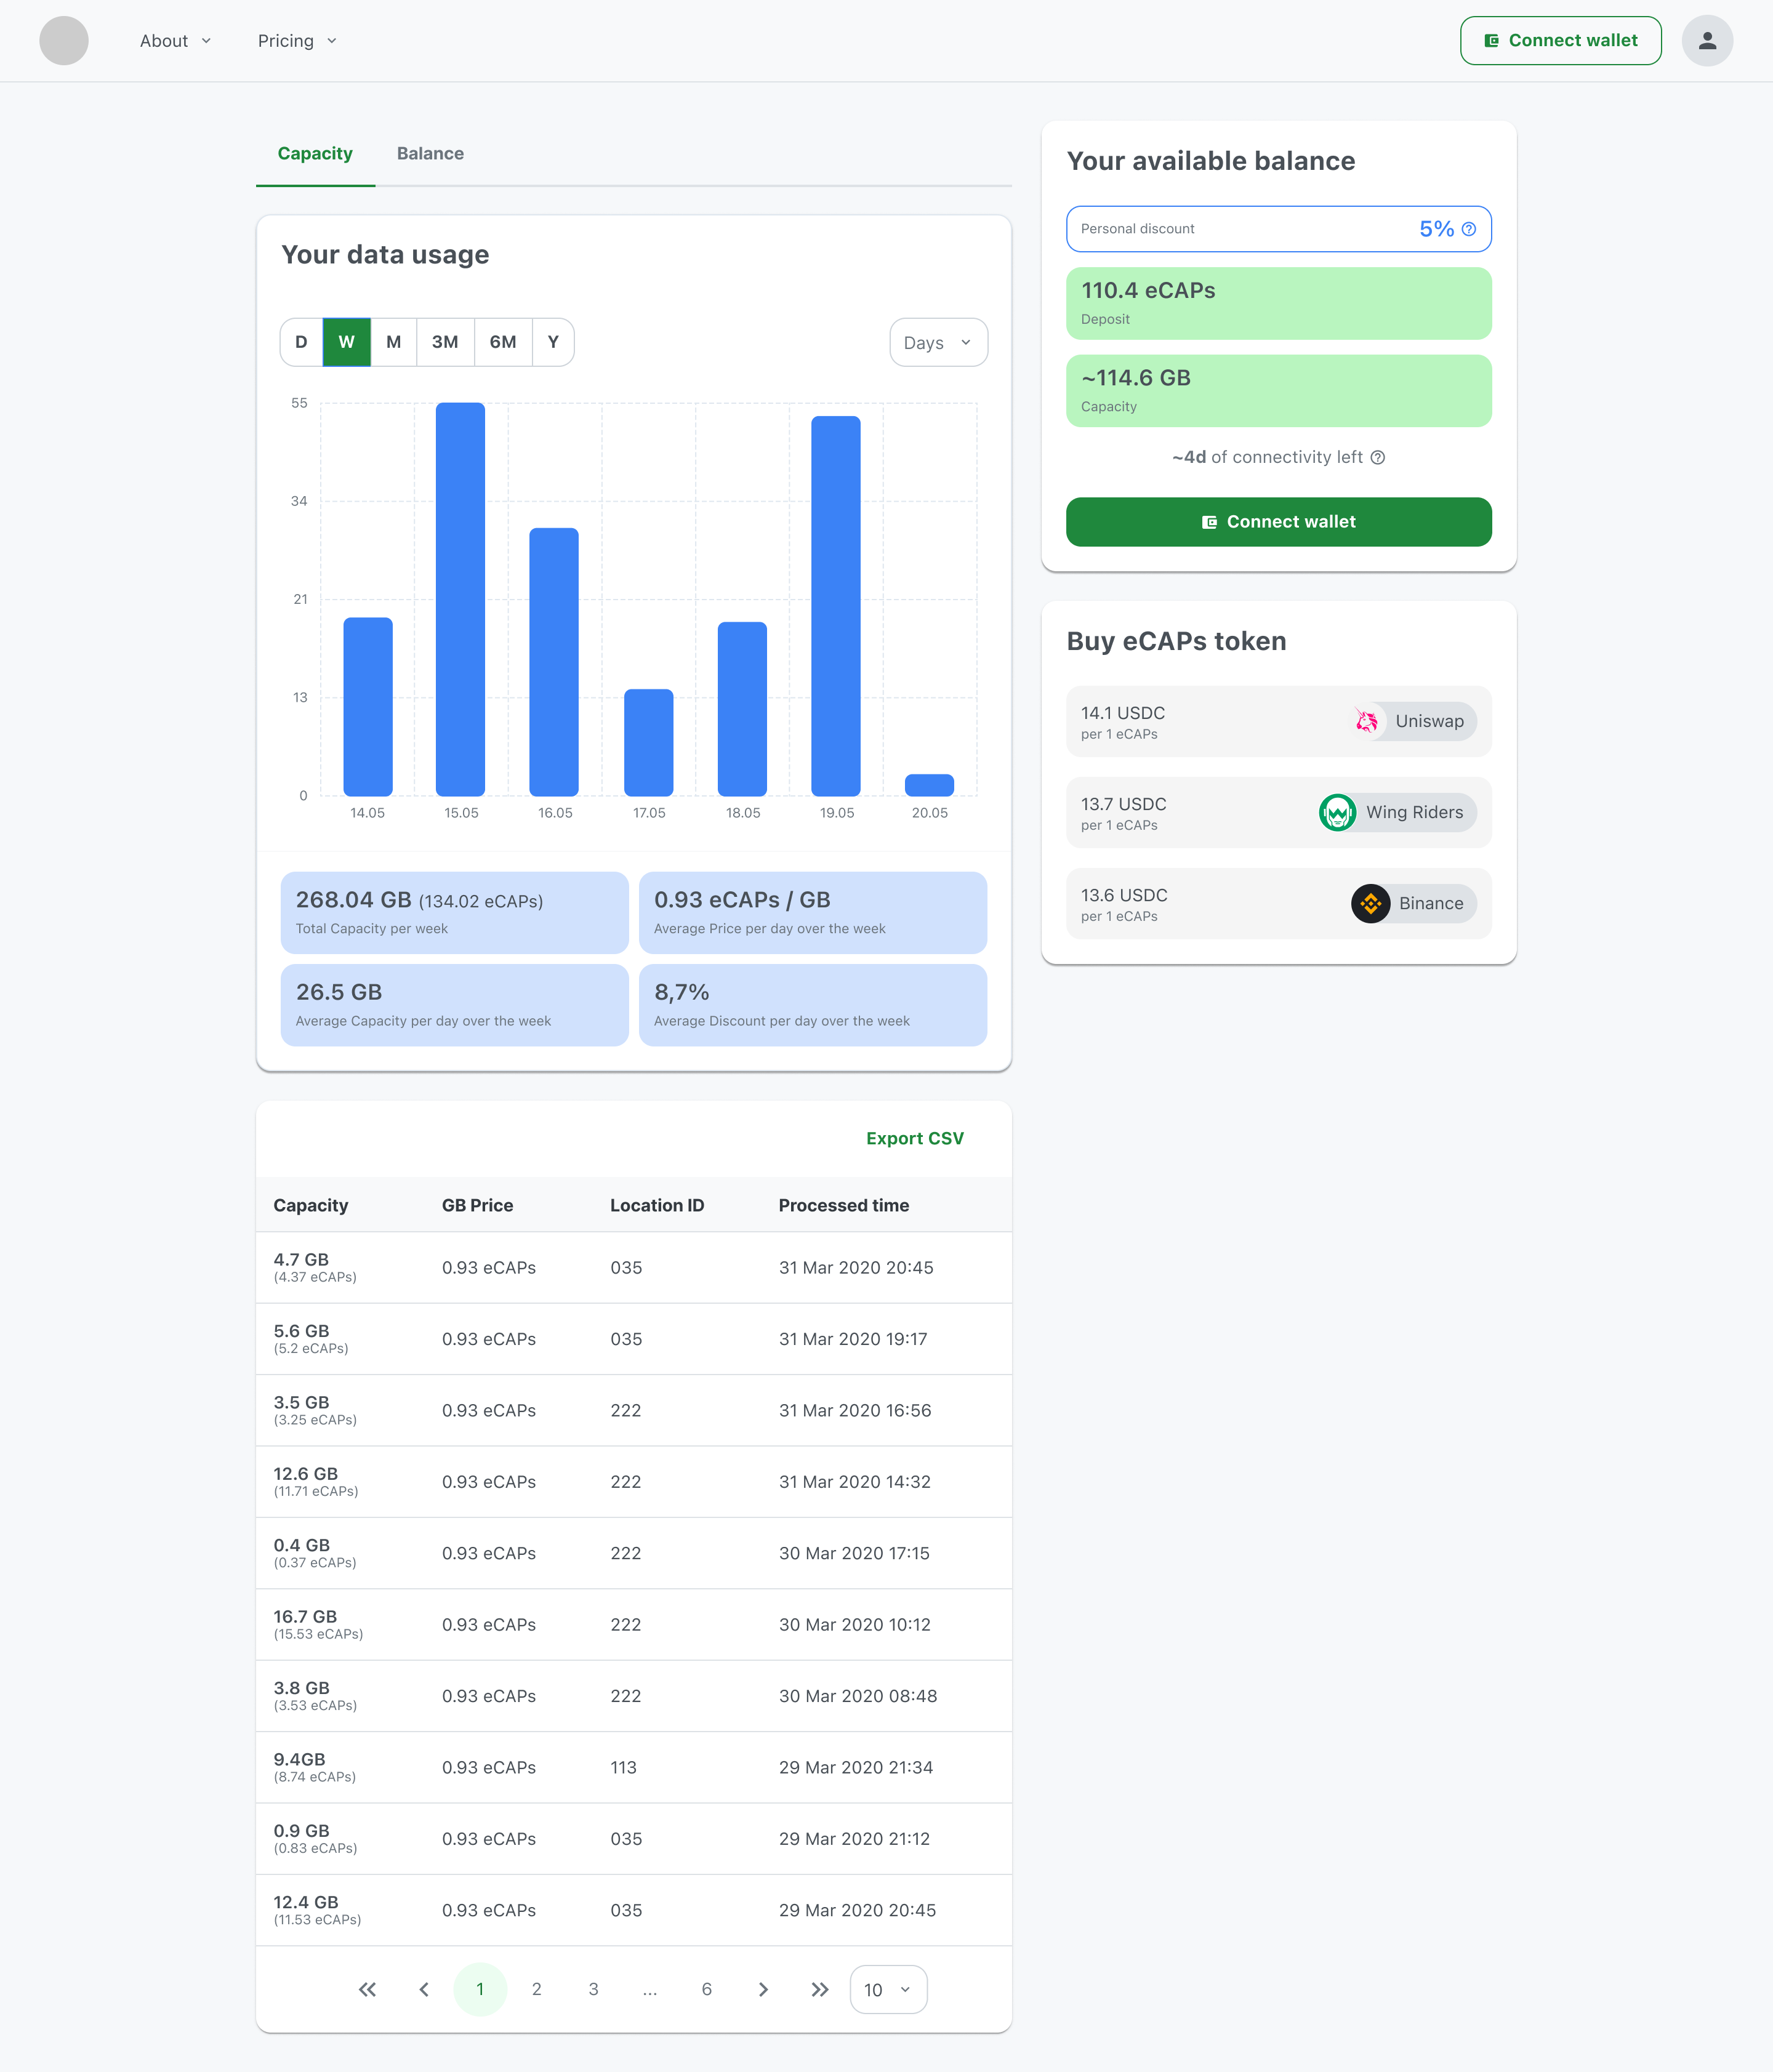 About
Pricing
Connect wallet
Capacity
Balance
Your data usage
D W M 3M 6M Y
Days
55
34
21
13
0
14.05 15.05 16.05 17.05 18.05 19.05 20.05
268.04 GB (134.02 eCAPs)
Total Capacity per week
0.93 eCAPs / GB
Average Price per day over the week
26.5 GB
Average Capacity per day over the week
8,7%
Average Discount per day over the week
Export CSV
Capacity GB Price Location ID Processed time
4.7 GB
(4.37 eCAPs)
0.93 eCAPs 035 31 Mar 2020 20:45
5.6 GB
(5.2 eCAPs)
0.93 eCAPs 035 31 Mar 2020 19:17
3.5 GB
(3.25 eCAPs)
0.93 eCAPs 222 31 Mar 2020 16:56
12.6 GB
(11.71 eCAPs)
0.93 eCAPs 222 31 Mar 2020 14:32
0.4 GB
(0.37 eCAPs)
0.93 eCAPs 222 30 Mar 2020 17:15
16.7 GB
(15.53 eCAPs)
0.93 eCAPs 222 30 Mar 2020 10:12
3.8 GB
(3.53 eCAPs)
0.93 eCAPs 222 30 Mar 2020 08:48
9.4GB
(8.74 eCAPs)
0.93 eCAPs 113 29 Mar 2020 21:34
0.9 GB
(0.83 eCAPs)
0.93 eCAPs 035 29 Mar 2020 21:12
12.4 GB
(11.53 eCAPs)
0.93 eCAPs 035 29 Mar 2020 20:45
1 2 3 ... 6 10
Your available balance
Personal discount 5%
110.4 eCAPs
Deposit
~114.6 GB
Capacity
~4d of connectivity left
Connect wallet
Buy eCAPs token
14.1 USDC
per 1 eCAPs
Uniswap
13.7 USDC
per 1 eCAPs
Wing Riders
13.6 USDC
per 1 eCAPs
Binance